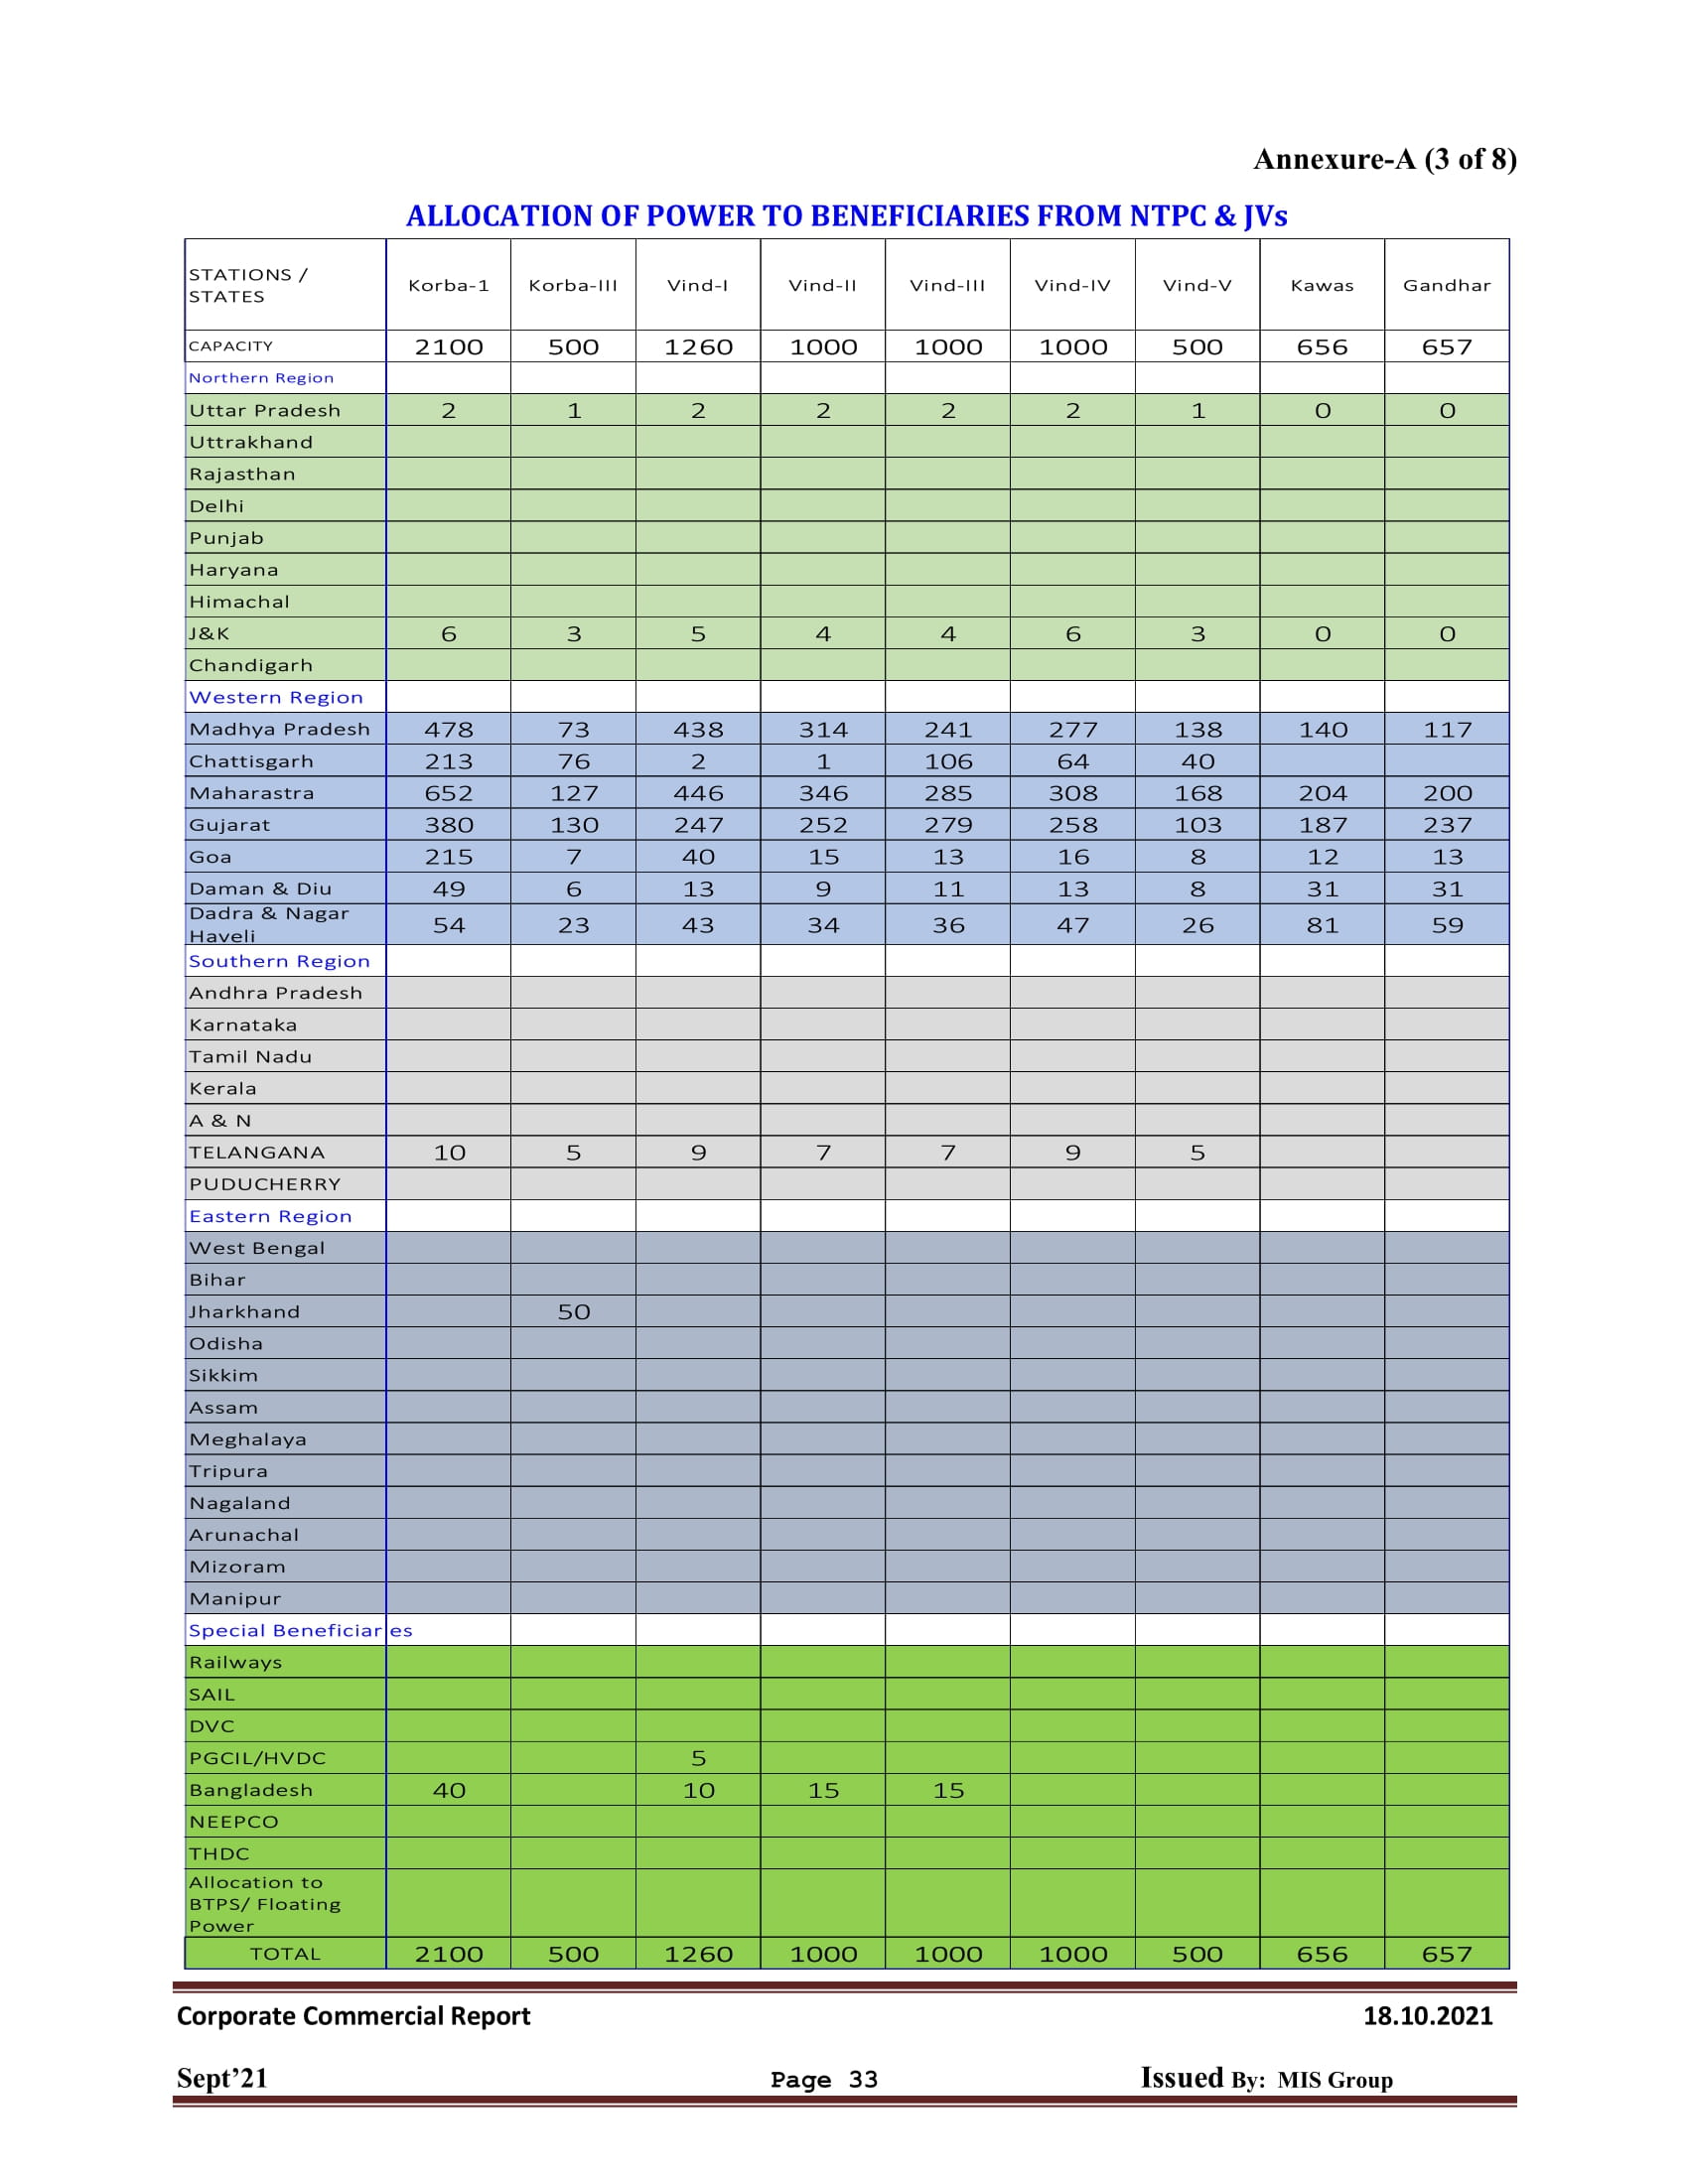 Annexure-A (3 of 8)
ALLOCATION OF POWER TO BENEFICIARIES FROM NTPC & JVs
STATIONS / STATES Korba-1 Korba-III Vind-I Vind-II Vind-III Vind-IV Vind-V Kawas Gandhar
CAPACITY 2100 500 1260 1000 1000 1000 500 656 657
Northern Region
Uttar Pradesh 2 1 2 2 2 2 1 0 0
Uttrakhand
Rajasthan
Delhi
Punjab
Haryana
Himachal
J&K 6 3 5 4 4 6 3 0 0
Chandigarh
Western Region
Madhya Pradesh 478 73 438 314 241 277 138 140 117
Chattisgarh 213 76 2 1 106 64 40
Maharastra 652 127 446 346 285 308 168 204 200
Gujarat 380 130 247 252 279 258 103 187 237
Goa 215 7 40 15 13 16 8 12 13
Daman & Diu 49 6 13 9 11 13 8 31 31
Dadra & Nagar Haveli 54 23 43 34 36 47 26 81 59
Southern Region
Andhra Pradesh
Karnataka
Tamil Nadu
Kerala
A & N
TELANGANA 10 5 9 7 7 9 5
PUDUCHERRY
Eastern Region
West Bengal
Bihar
Jharkhand 50
Odisha
Sikkim
Assam
Meghalaya
Tripura
Nagaland
Arunachal
Mizoram
Manipur
Special Beneficiaries
Railways
SAIL
DVC
PGCIL/HVDC 5
Bangladesh 40 10 15 15
NEEPCO
THDC
Allocation to
BTPS/ Floating
Power
TOTAL 2100 500 1260 1000 1000 1000 500 656 657
Corporate Commercial Report 18.10.2021
Sept’21 Page 33 Issued By: MIS Group